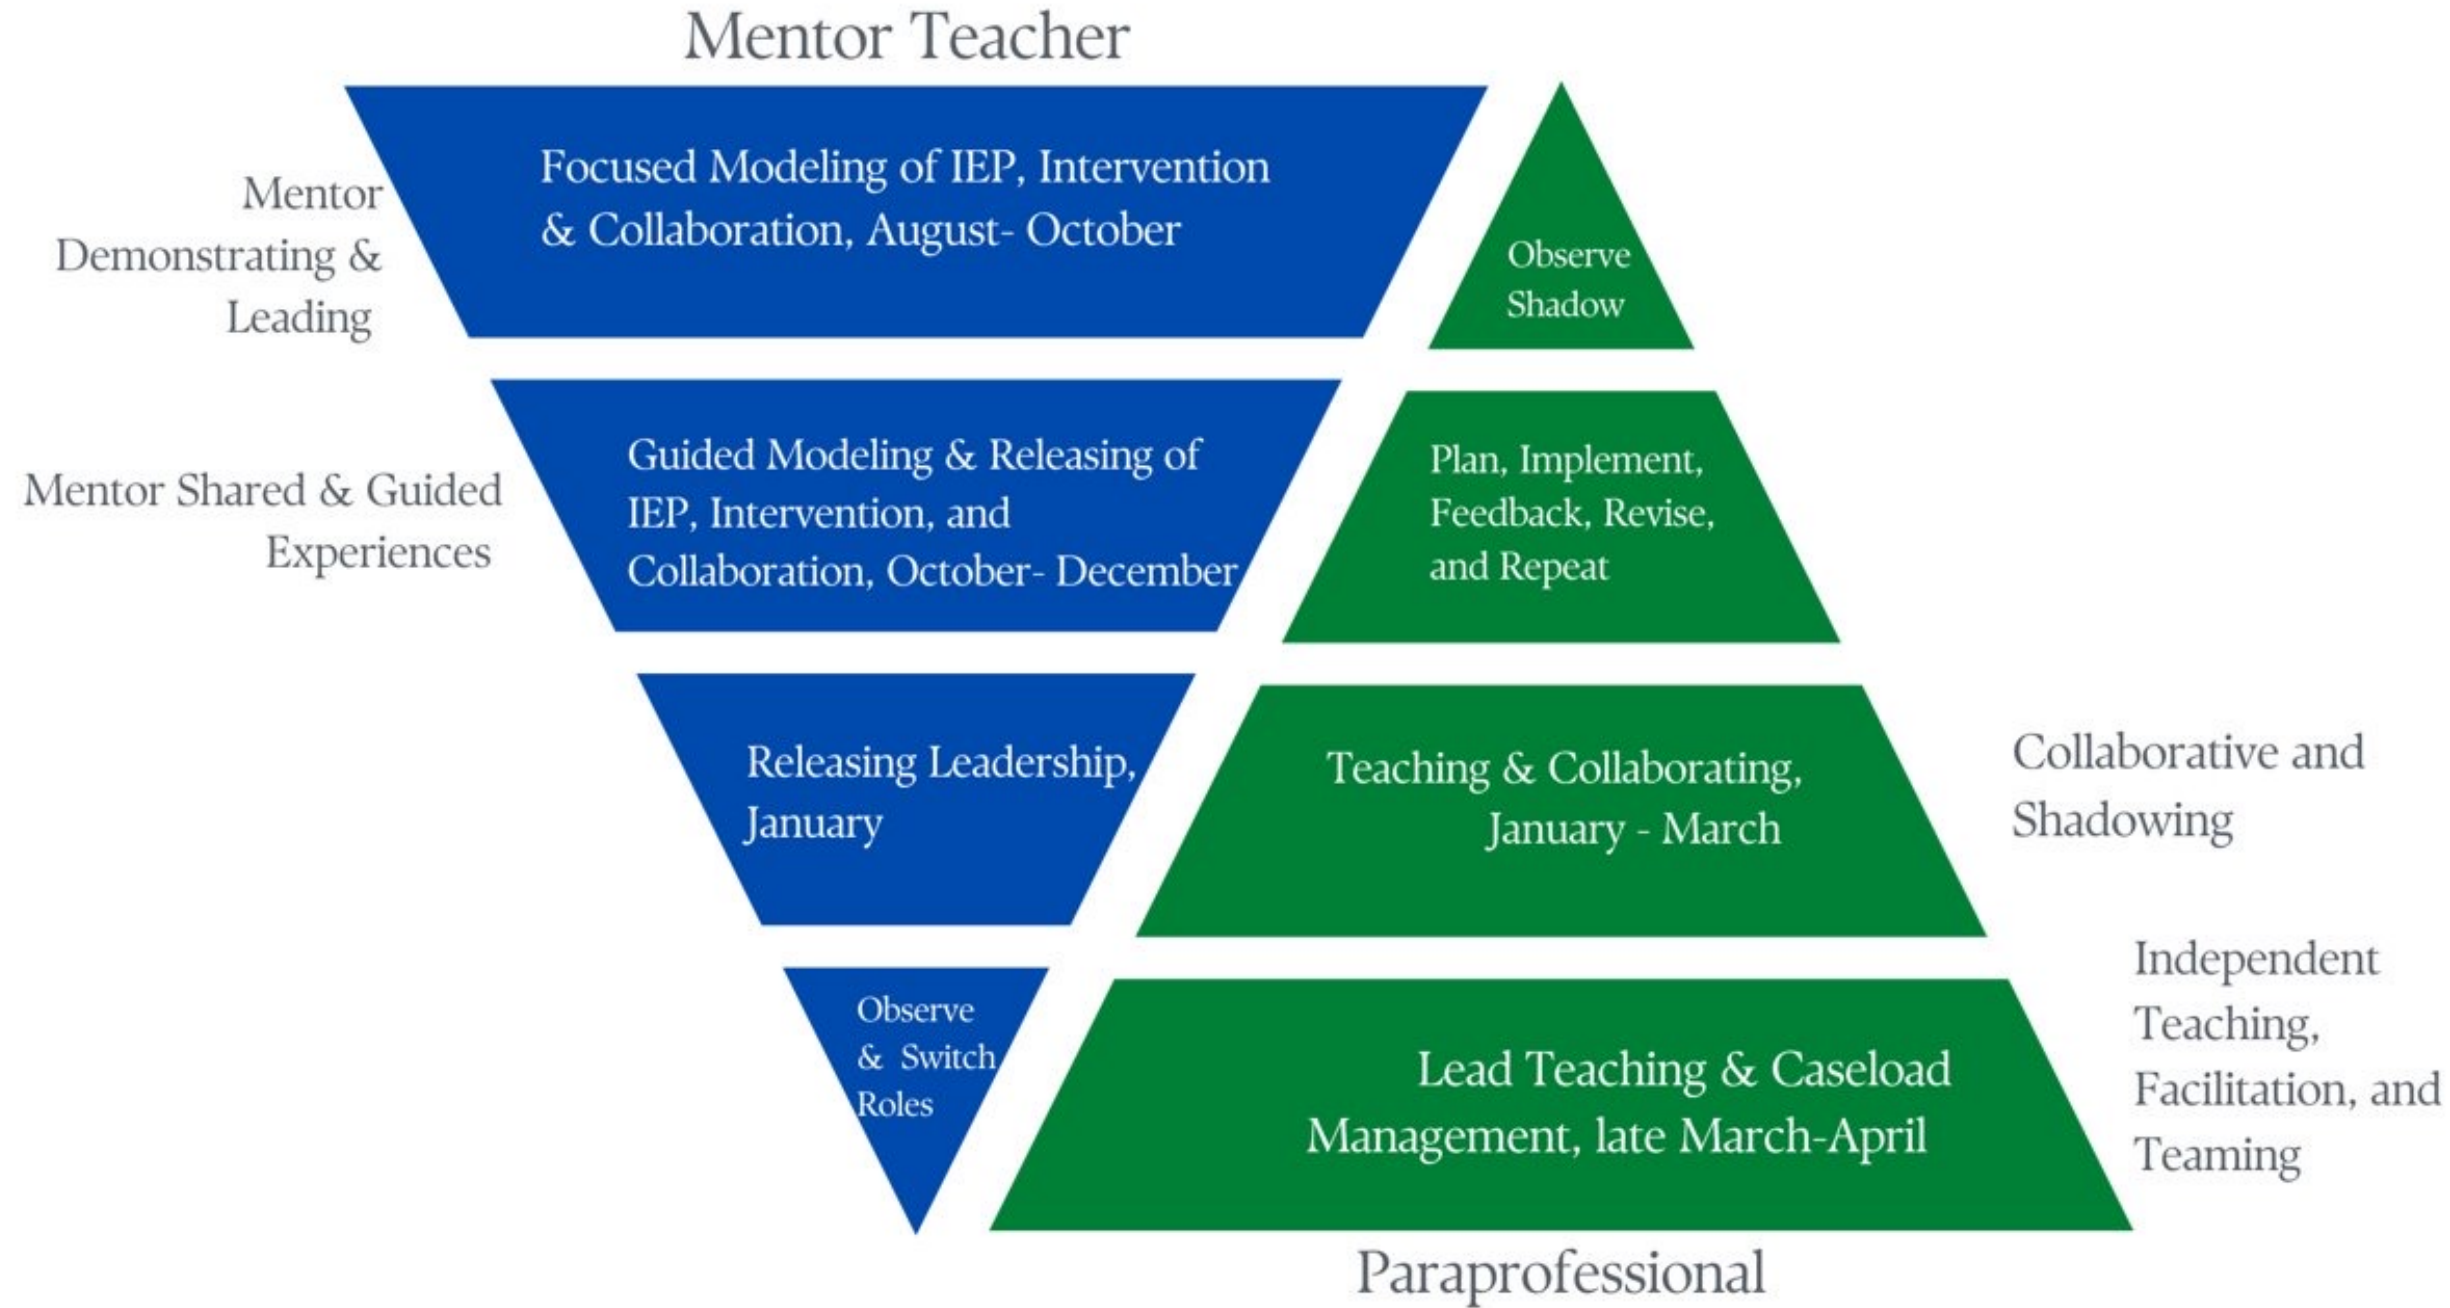 Mentor Teacher
Mentor
Demonstrating &
Leading
Focused Modeling of IEP, Intervention
& Collaboration, August- October
Observe
Shadow
Mentor Shared & Guided
Experiences
Guided Modeling & Releasing of
IEP, Intervention, and
Collaboration, October- December
Plan, Implement,
Feedback, Revise,
and Repeat
Releasing Leadership,
January
Teaching & Collaborating,
January - March
Collaborative and
Shadowing
Observe
& Switch
Roles
Lead Teaching & Caseload
Management, late March-April
Independent
Teaching,
Facilitation, and
Teaming
Paraprofessional